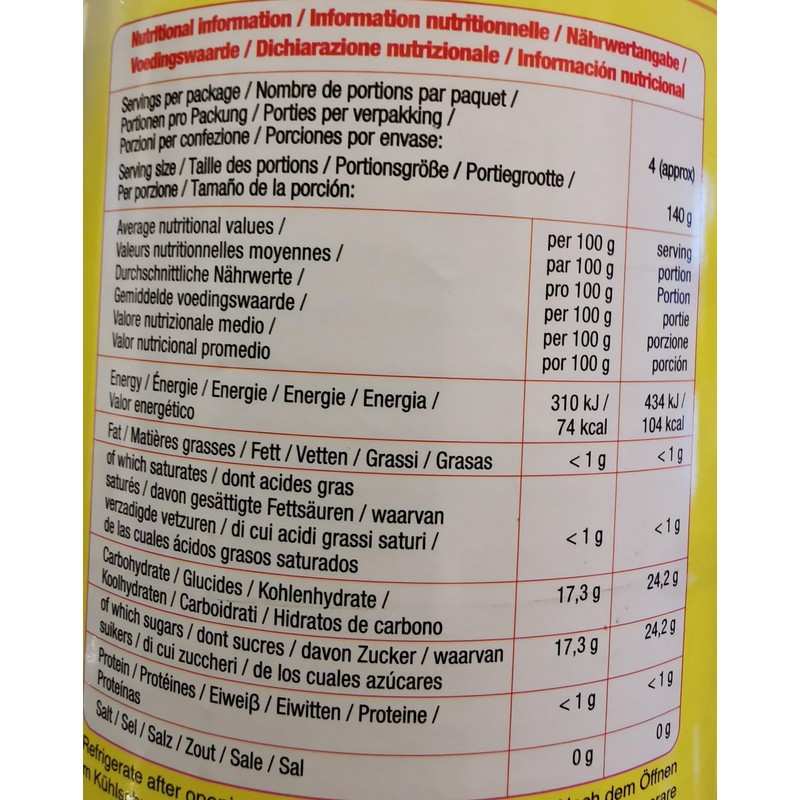 Nutritional information / Information nutritionnelle / Nährwertangabe /
Voedingswaarde / Dichiarazione nutrizionale / Información nutricional
Servings per package / Nombre de portions par paquet /
Portionen pro Packung / Porties per verpakking /
Porzioni per confezione / Porciones por envase:
4 (approx)
Serving size / Taille des portions / Portionsgröße / Portiegrootte /
Per porzione / Tamaño de la porción:
140 g
Average nutritional values / per 100 g serving
Valeurs nutritionnelles moyennes / par 100 g portion
Durchschnittliche Nährwerte / pro 100 g Portion
Gemiddelde voedingswaarde / per 100 g portie
Valore nutrizionale medio / per 100 g porzione
Valor nutricional promedio por 100 g porción
Energy / Énergie / Energie / Energie / Energia / 310 kJ / 434 kJ /
Valor energético 74 kcal 104 kcal
Fat / Matières grasses / Fett / Vetten / Grassi / Grasas <1 g <1 g
of which saturates / dont acides gras
saturés / davon gesättigte Fettsäuren / waarvan
verzadigde vetzuren / di cui acidi grassi saturi / <1 g <1 g
de las cuales ácidos grasos saturados
Carbohydrate / Glucides / Kohlenhydrate / 17,3 g 24,2 g
Koolhydraten / Carboidrati / Hidratos de carbono
of which sugars / dont sucres / davon Zucker / waarvan 17,3 g 24,2 g
suikers / di cui zuccheri / de los cuales azúcares
Protein / Protéines / Eiweiß / Eiwitten / Proteine / <1 g <1 g
Proteínas
Salt / Sel / Salz / Zout / Sale / Sal 0 g 0 g
Refrigerate after dem Öffnen